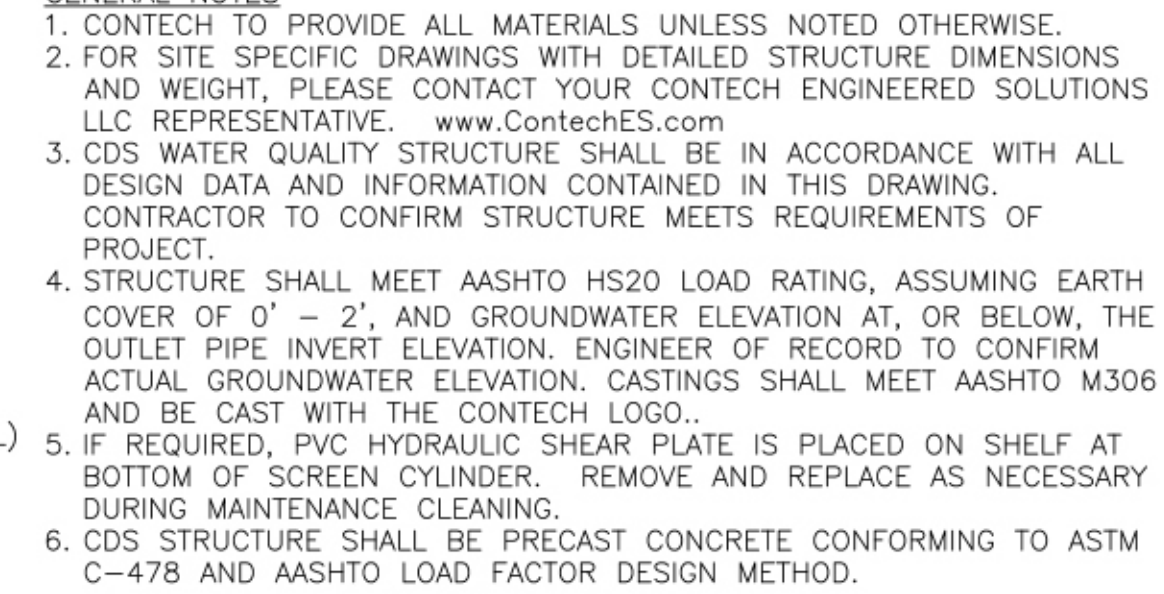 GENERAL NOTES
1. CONTECH TO PROVIDE ALL MATERIALS UNLESS NOTED OTHERWISE.
2. FOR SITE SPECIFIC DRAWINGS WITH DETAILED STRUCTURE DIMENSIONS
AND WEIGHT, PLEASE CONTACT YOUR CONTECH ENGINEERED SOLUTIONS
LLC REPRESENTATIVE. www.ContechES.com
3. CDS WATER QUALITY STRUCTURE SHALL BE IN ACCORDANCE WITH ALL
DESIGN DATA AND INFORMATION CONTAINED IN THIS DRAWING.
CONTRACTOR TO CONFIRM STRUCTURE MEETS REQUIREMENTS OF
PROJECT.
4. STRUCTURE SHALL MEET AASHTO HS20 LOAD RATING, ASSUMING EARTH
COVER OF 0' – 2', AND GROUNDWATER ELEVATION AT, OR BELOW, THE
OUTLET PIPE INVERT ELEVATION. ENGINEER OF RECORD TO CONFIRM
ACTUAL GROUNDWATER ELEVATION. CASTINGS SHALL MEET AASHTO M306
AND BE CAST WITH THE CONTECH LOGO..
5. IF REQUIRED, PVC HYDRAULIC SHEAR PLATE IS PLACED ON SHELF AT
BOTTOM OF SCREEN CYLINDER. REMOVE AND REPLACE AS NECESSARY
DURING MAINTENANCE CLEANING.
6. CDS STRUCTURE SHALL BE PRECAST CONCRETE CONFORMING TO ASTM
C–478 AND AASHTO LOAD FACTOR DESIGN METHOD.